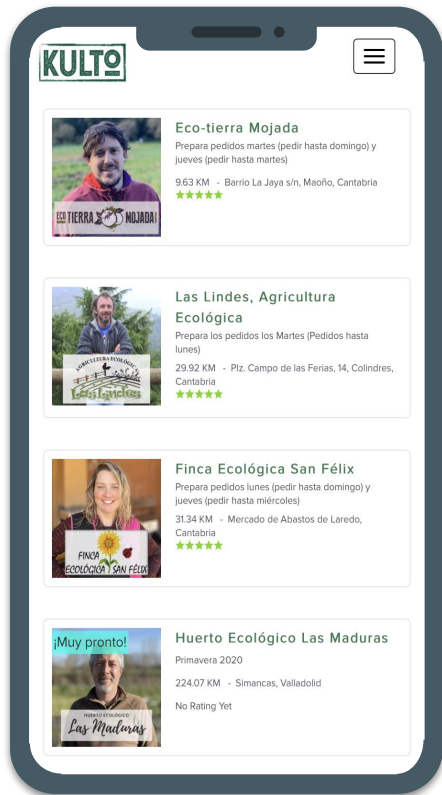 KULTO
Eco-tierra Mojada
Prepara pedidos martes (pedir hasta domingo) y
jueves (pedir hasta martes)
9.63 KM - Barrio La Jaya s/n, Maoño, Cantabria
ECO TIERRA MOJADA
Las Lindes, Agricultura
Ecológica
Prepara los pedidos los Martes (Pedidos hasta
lunes)
29.92 KM - Plz. Campo de las Ferias, 14, Colindres,
Cantabria
AGRICULTURA ECOLÓGICA
Las Lindes
Finca Ecológica San Félix
Prepara pedidos lunes (pedir hasta domingo) y
jueves (pedir hasta miércoles)
31.34 KM - Mercado de Abastos de Laredo,
Cantabria
FINCA
ECOLÓGICA SAN FÉLIX
¡Muy pronto!
Huerto Ecológico Las Maduras
Primavera 2020
224.07 KM - Simancas, Valladolid
No Rating Yet
HUERTO ECOLÓGICO
Las Maduras